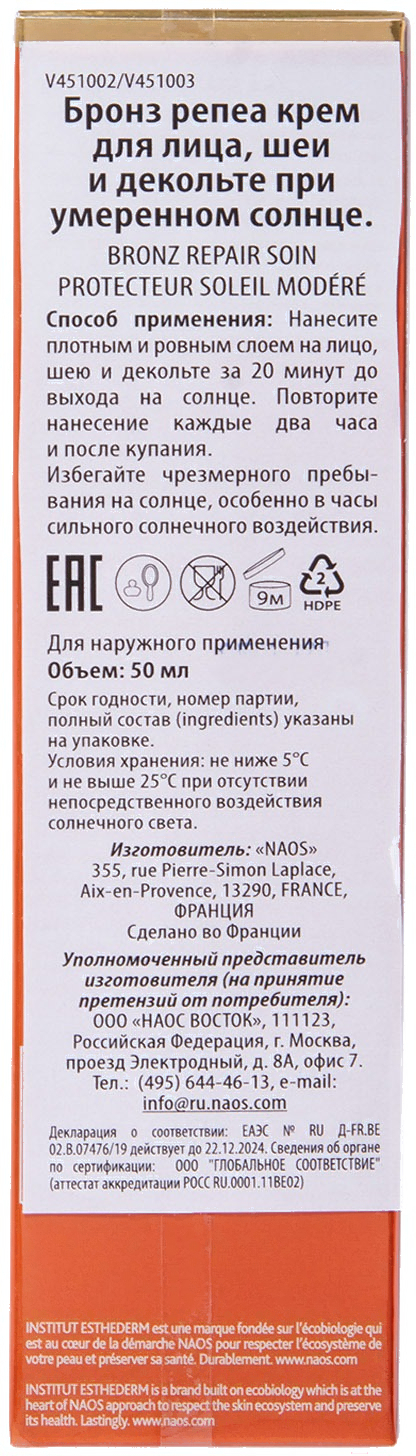 V451002/V451003
Бронз репеа крем
для лица, шеи
и декольте при
умеренном солнце.
BRONZ REPAIR SOIN
PROTECTEUR SOLEIL MODÉRÉ
Способ применения: Нанесите
плотным и ровным слоем на лицо,
шею и декольте за 20 минут до
выхода на солнце. Повторите
нанесение каждые два часа
и после купания.
Избегайте чрезмерного пребы-
вания на солнце, особенно в часы
сильного солнечного воздействия.
EAC
9м
2
HDPE
Для наружного применения
Объем: 50 мл
Срок годности, номер партии,
полный состав (ingredients) указаны
на упаковке.
Условия хранения: не ниже 5°C
и не выше 25°C при отсутствии
непосредственного воздействия
солнечного света.
Изготовитель: «NAOS»
355, rue Pierre-Simon Laplace,
Aix-en-Provence, 13290, FRANCE,
ФРАНЦИЯ
Сделано во Франции
Уполномоченный представитель
изготовителя (на принятие
претензий от потребителя):
ООО «НАОС ВОСТОК», 111123,
Российская Федерация, г. Москва,
проезд Электродный, д. 8А, офис 7.
Тел.: (495) 644-46-13, e-mail:
info@ru.naos.com
Декларация о соответствии: ЕАЭС № RU Д-FR.ВЕ
02.В.07476/19 действует до 22.12.2024. Сведения об органе
по сертификации: ООО "ГЛОБАЛЬНОЕ СООТВЕТСТВИЕ"
(аттестат аккредитации РОСС RU.0001.11ВЕ02)
INSTITUT ESTHEDERM est une marque fondée sur l'écobiologie qui
est au cœur de la démarche NAOS pour respecter l'écosystème de
votre peau et préserver sa santé. Durablement. www.naos.com
INSTITUT ESTHEDERM is a brand built on ecobiology which is at the
heart of NAOS approach to respect the skin ecosystem and preserve
its health. Lastingly. www.naos.com